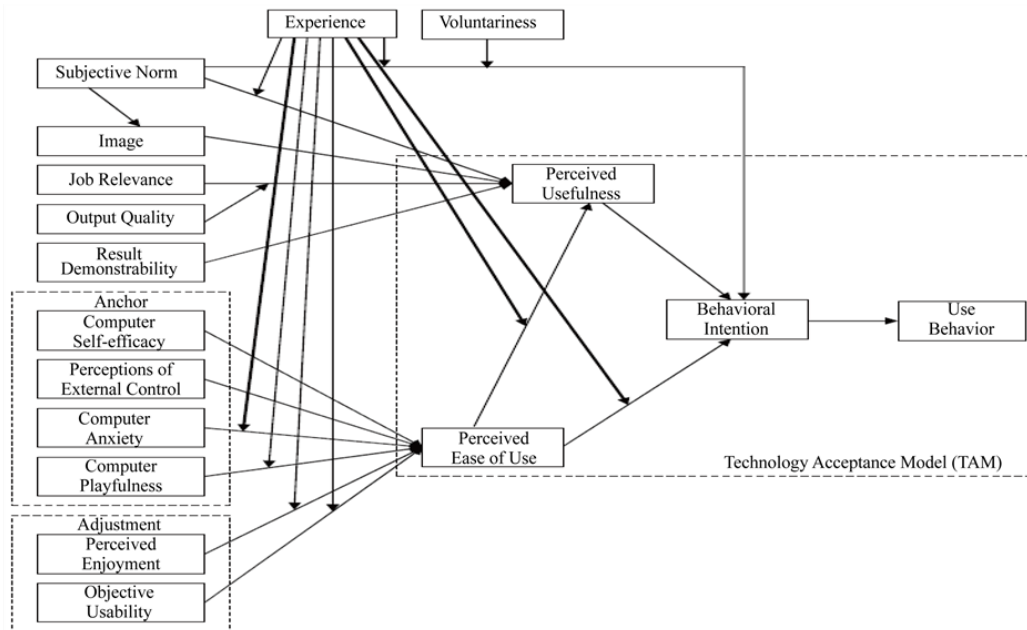 Experience
Voluntariness
Subjective Norm
Image
Job Relevance
Output Quality
Result
Demonstrability
Perceived
Usefulness
Anchor
Computer
Self-efficacy
Perceptions of
External Control
Computer
Anxiety
Computer
Playfulness
Behavioral
Intention
Use
Behavior
Perceived
Ease of Use
Technology Acceptance Model (TAM)
Adjustment
Perceived
Enjoyment
Objective
Usability